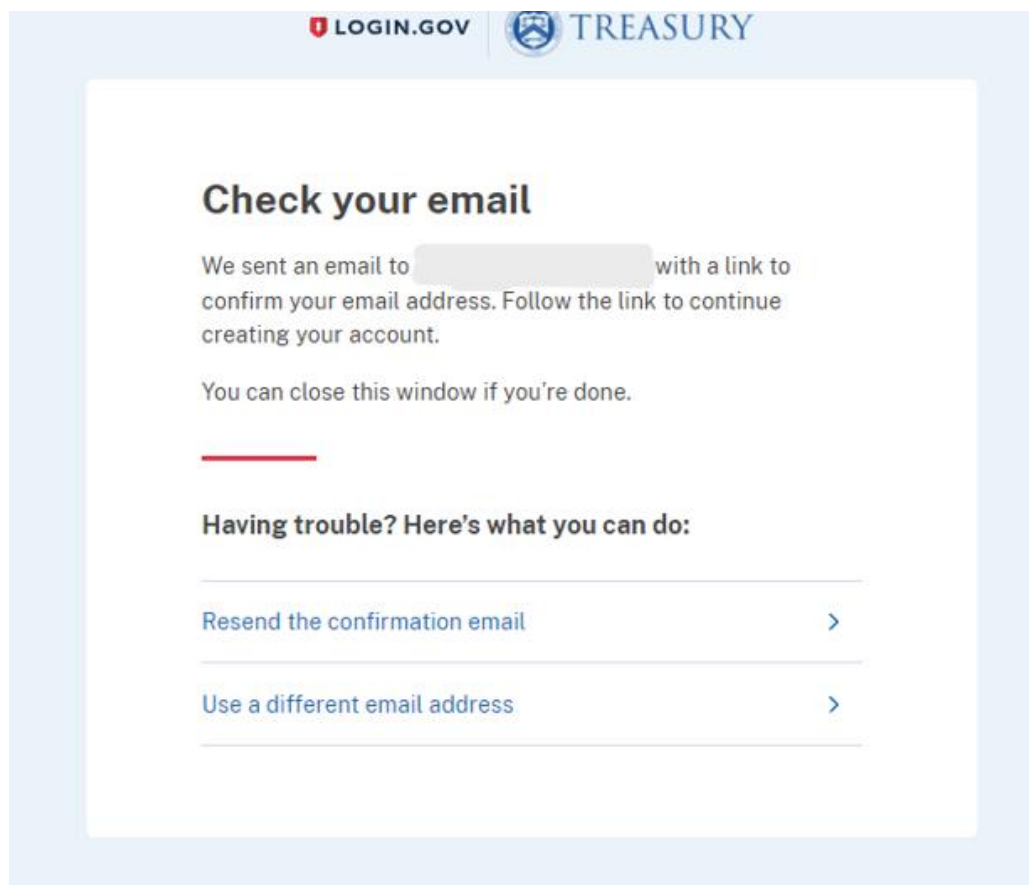 LOGIN.GOV TREASURY
Check your email
We sent an email to with a link to
confirm your email address. Follow the link to continue
creating your account.
You can close this window if you're done.
Having trouble? Here's what you can do:
Resend the confirmation email
Use a different email address